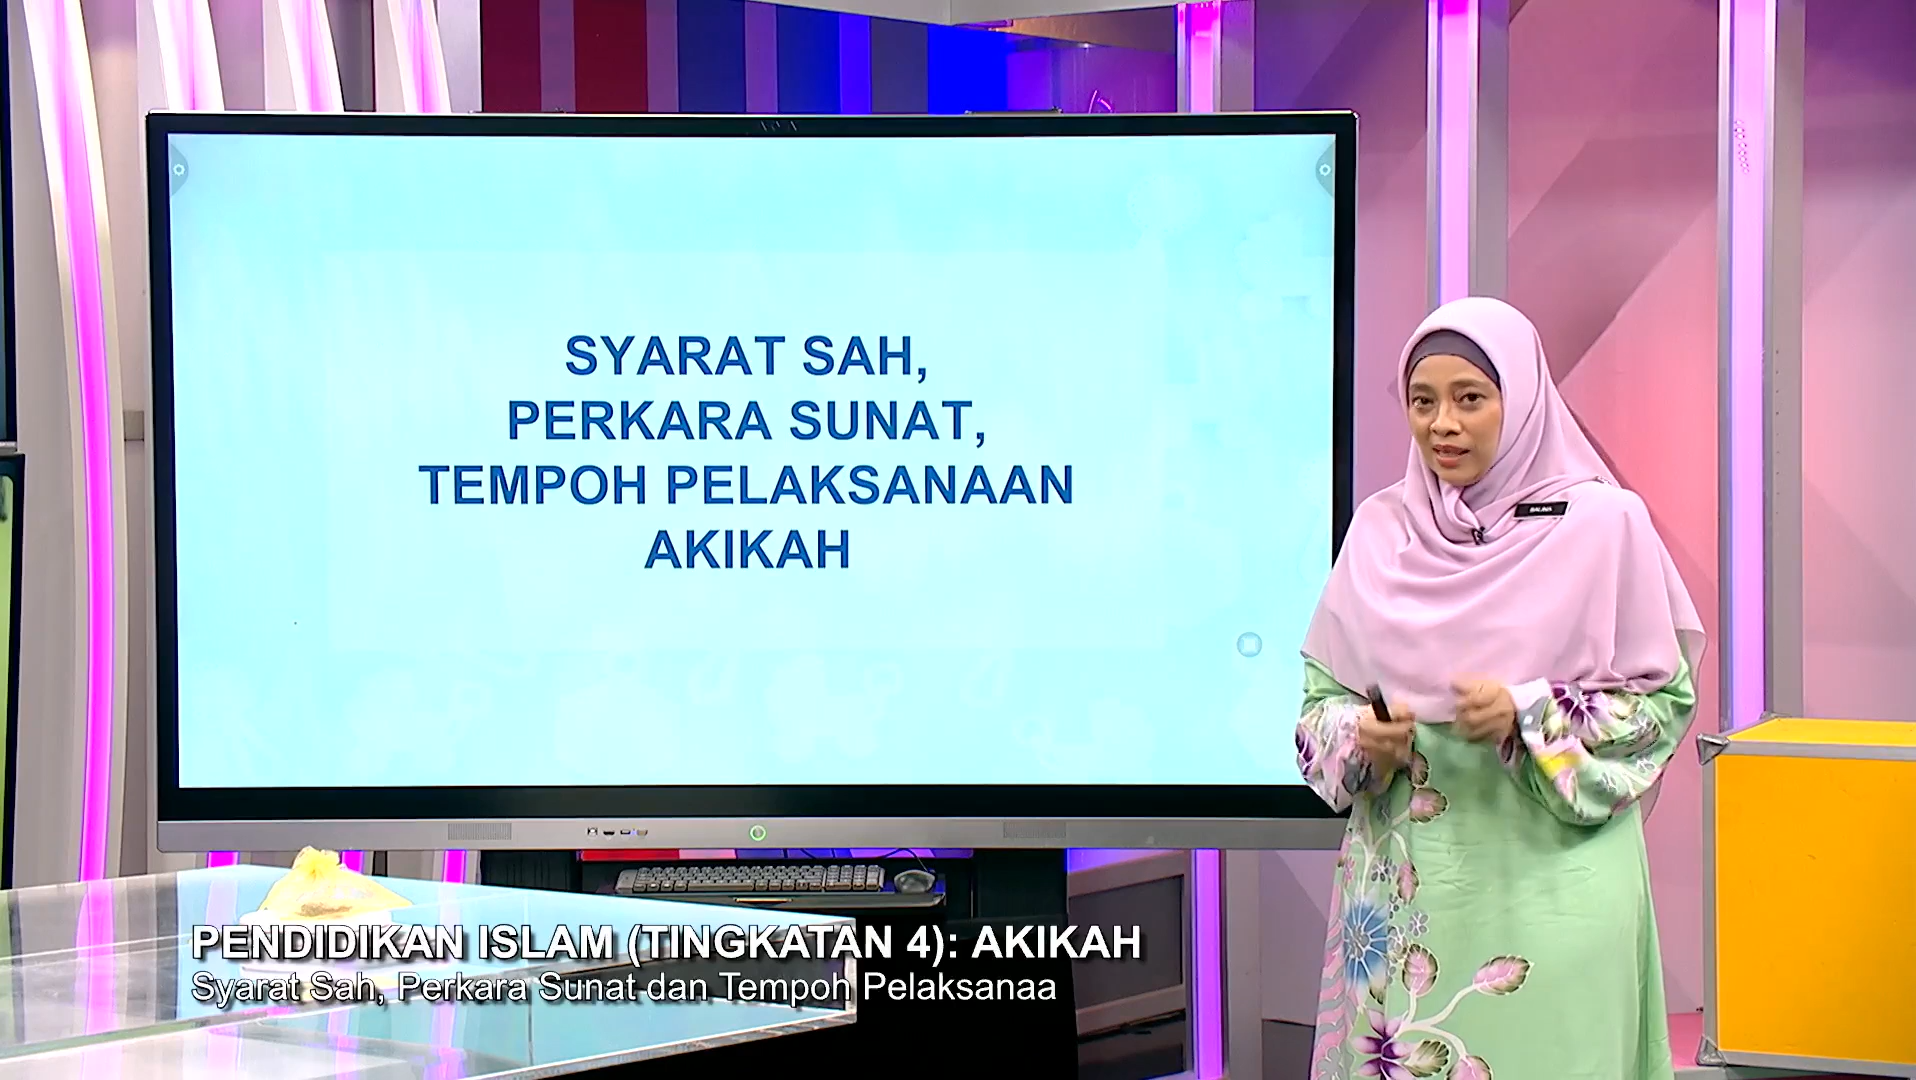 SYARAT SAH,
PERKARA SUNAT,
TEMPOH PELAKSANAAN
AKIKAH
PENDIDIKAN ISLAM (TINGKATAN 4): AKIKAH
Syarat Sah, Perkara Sunat dan Tempoh Pelaksanaa